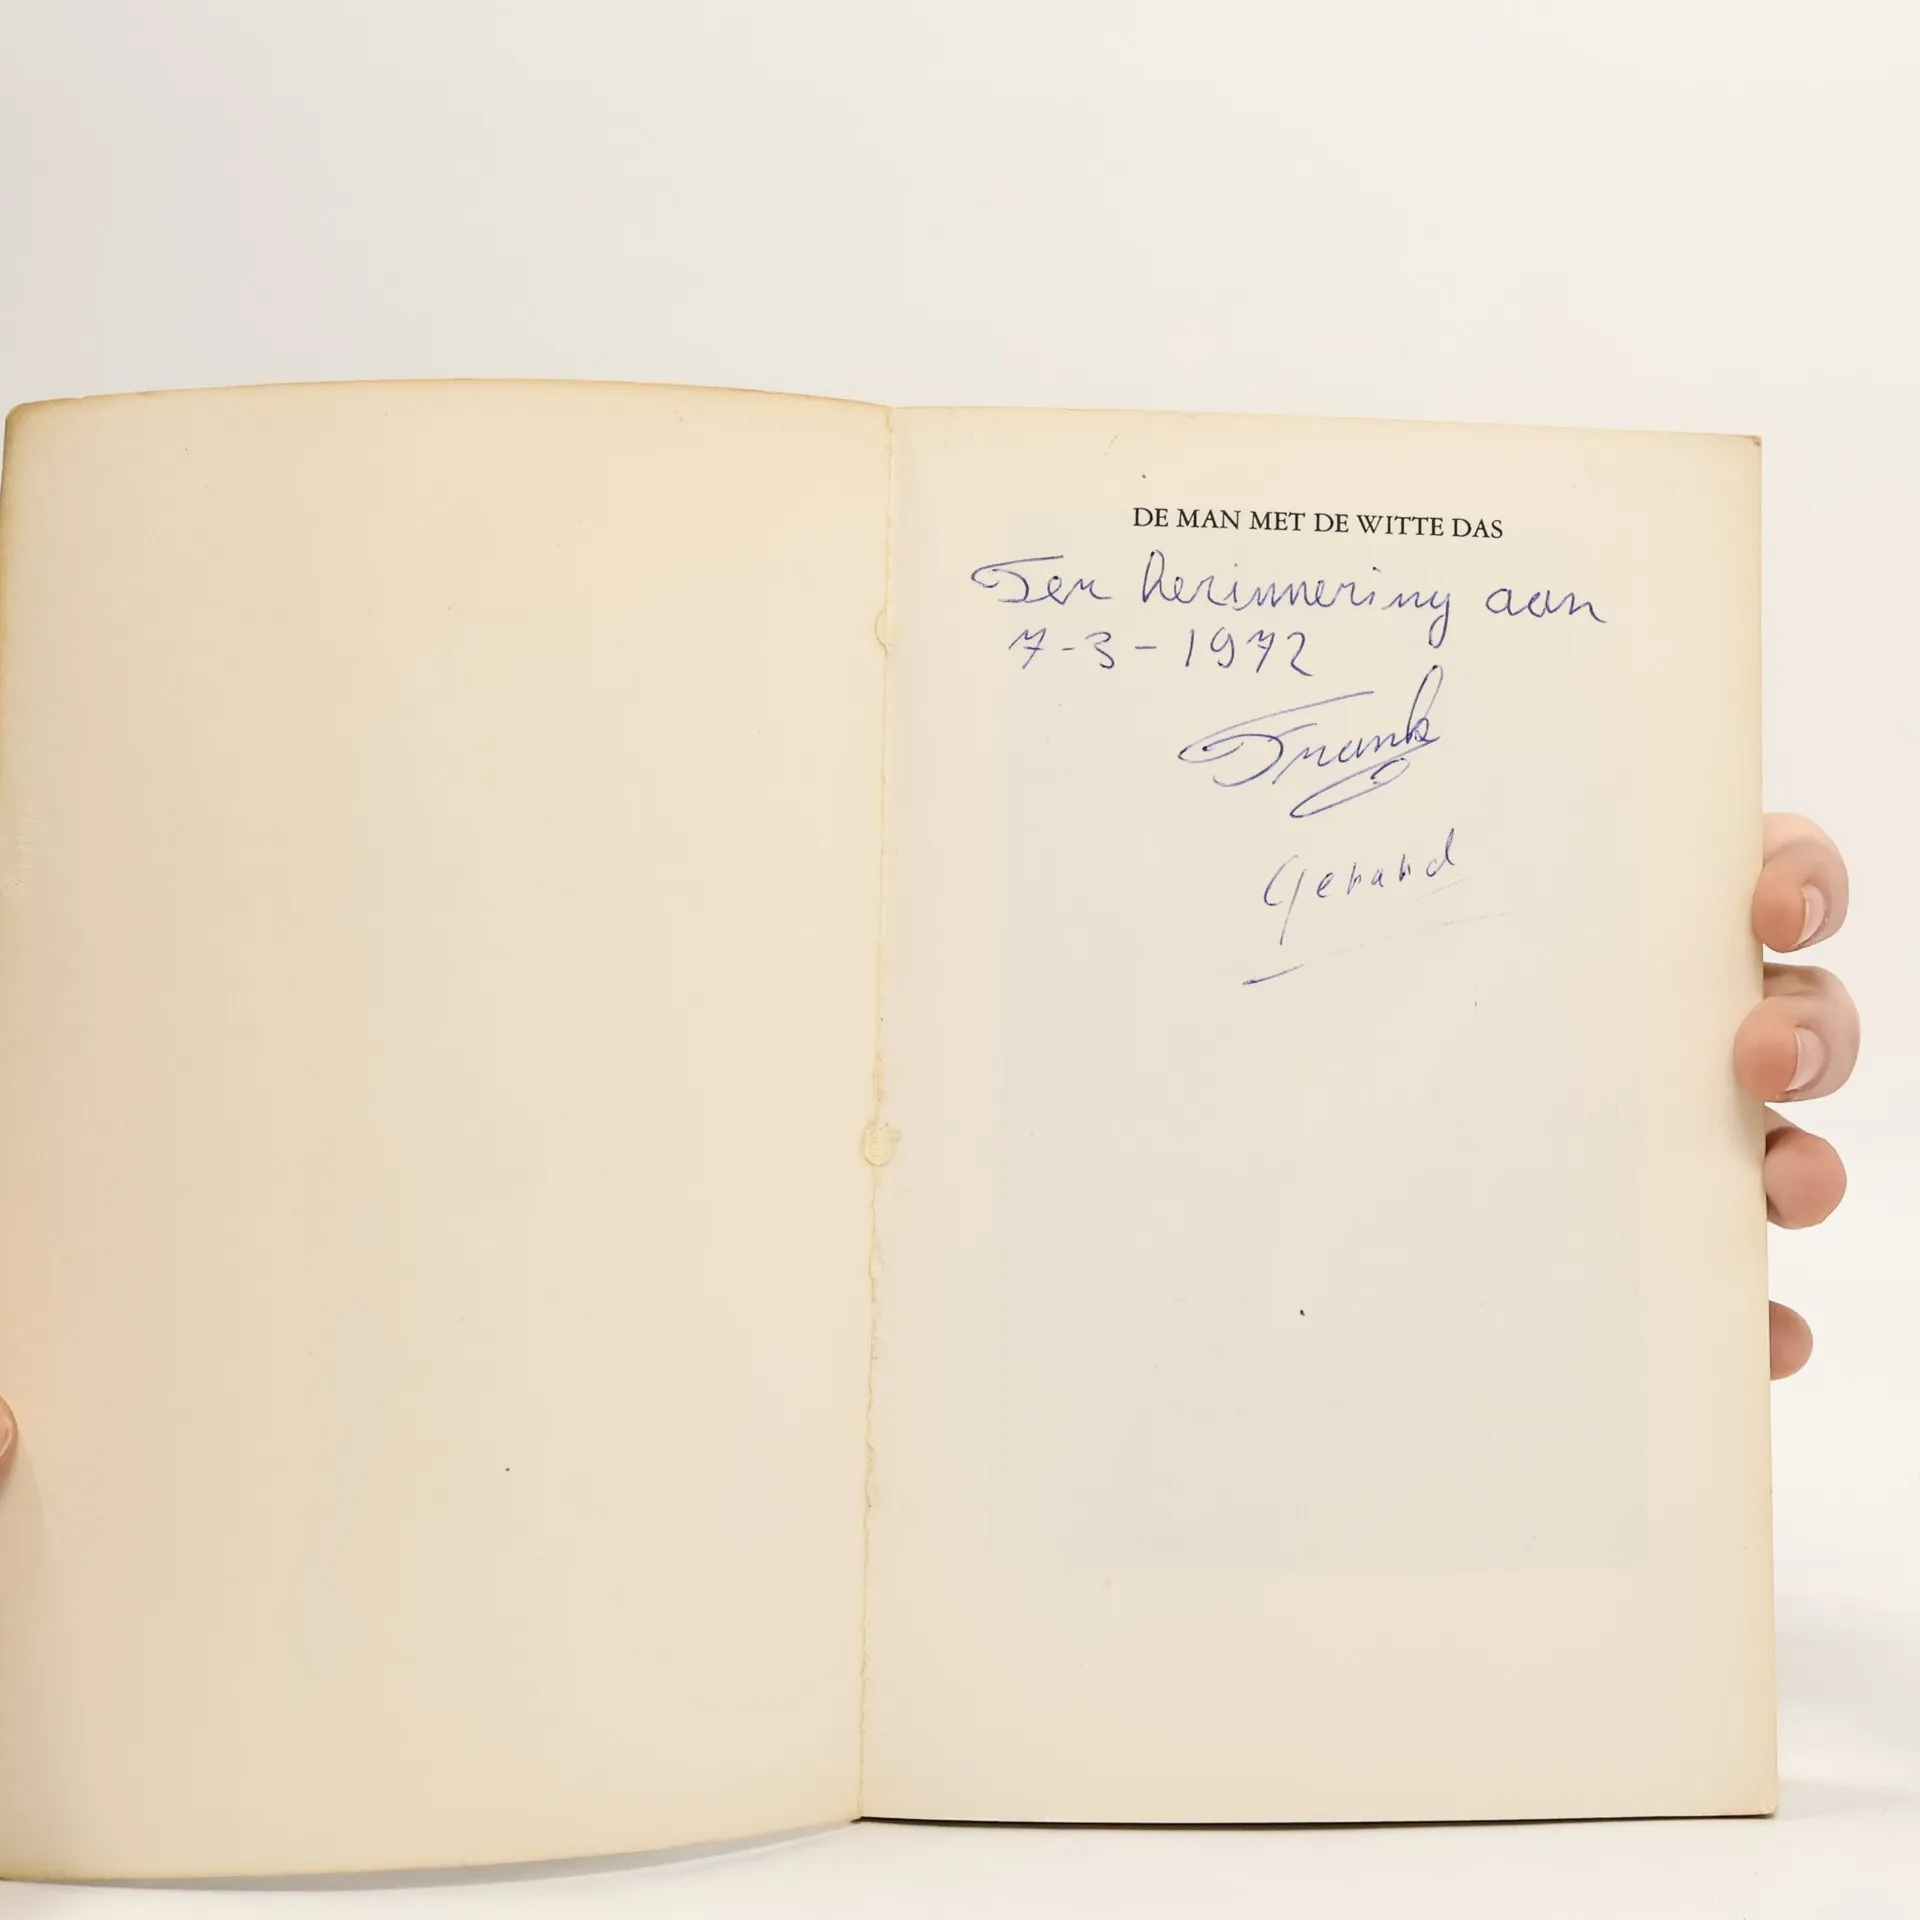 DE MAN MET DE WITTE DAS
Ter herinnering aan
7-3-1972
Frank
Gerard